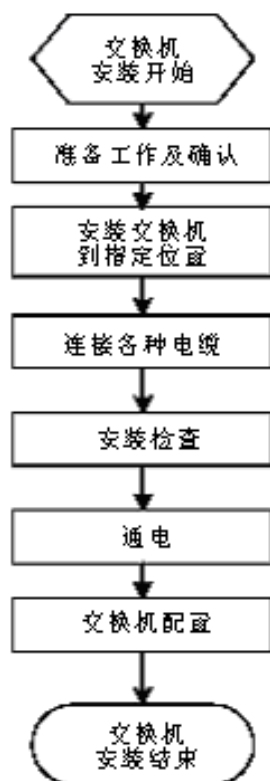 交换机
安装开始
准备工作及确认
安装交换机
到指定位置
连接各种电缆
安装检查
通电
交换机配置
交换机
安装结束